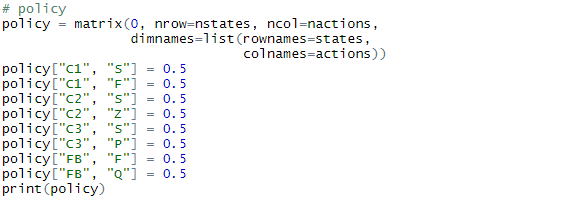 # policy
policy = matrix(0, nrow=nstates, ncol=nactions,
                dimnames=list(rownames=states,
                              colnames=actions))
policy["C1", "S"] = 0.5
policy["C1", "F"] = 0.5
policy["C2", "S"] = 0.5
policy["C2", "Z"] = 0.5
policy["C3", "S"] = 0.5
policy["C3", "P"] = 0.5
policy["FB", "F"] = 0.5
policy["FB", "Q"] = 0.5
print(policy)